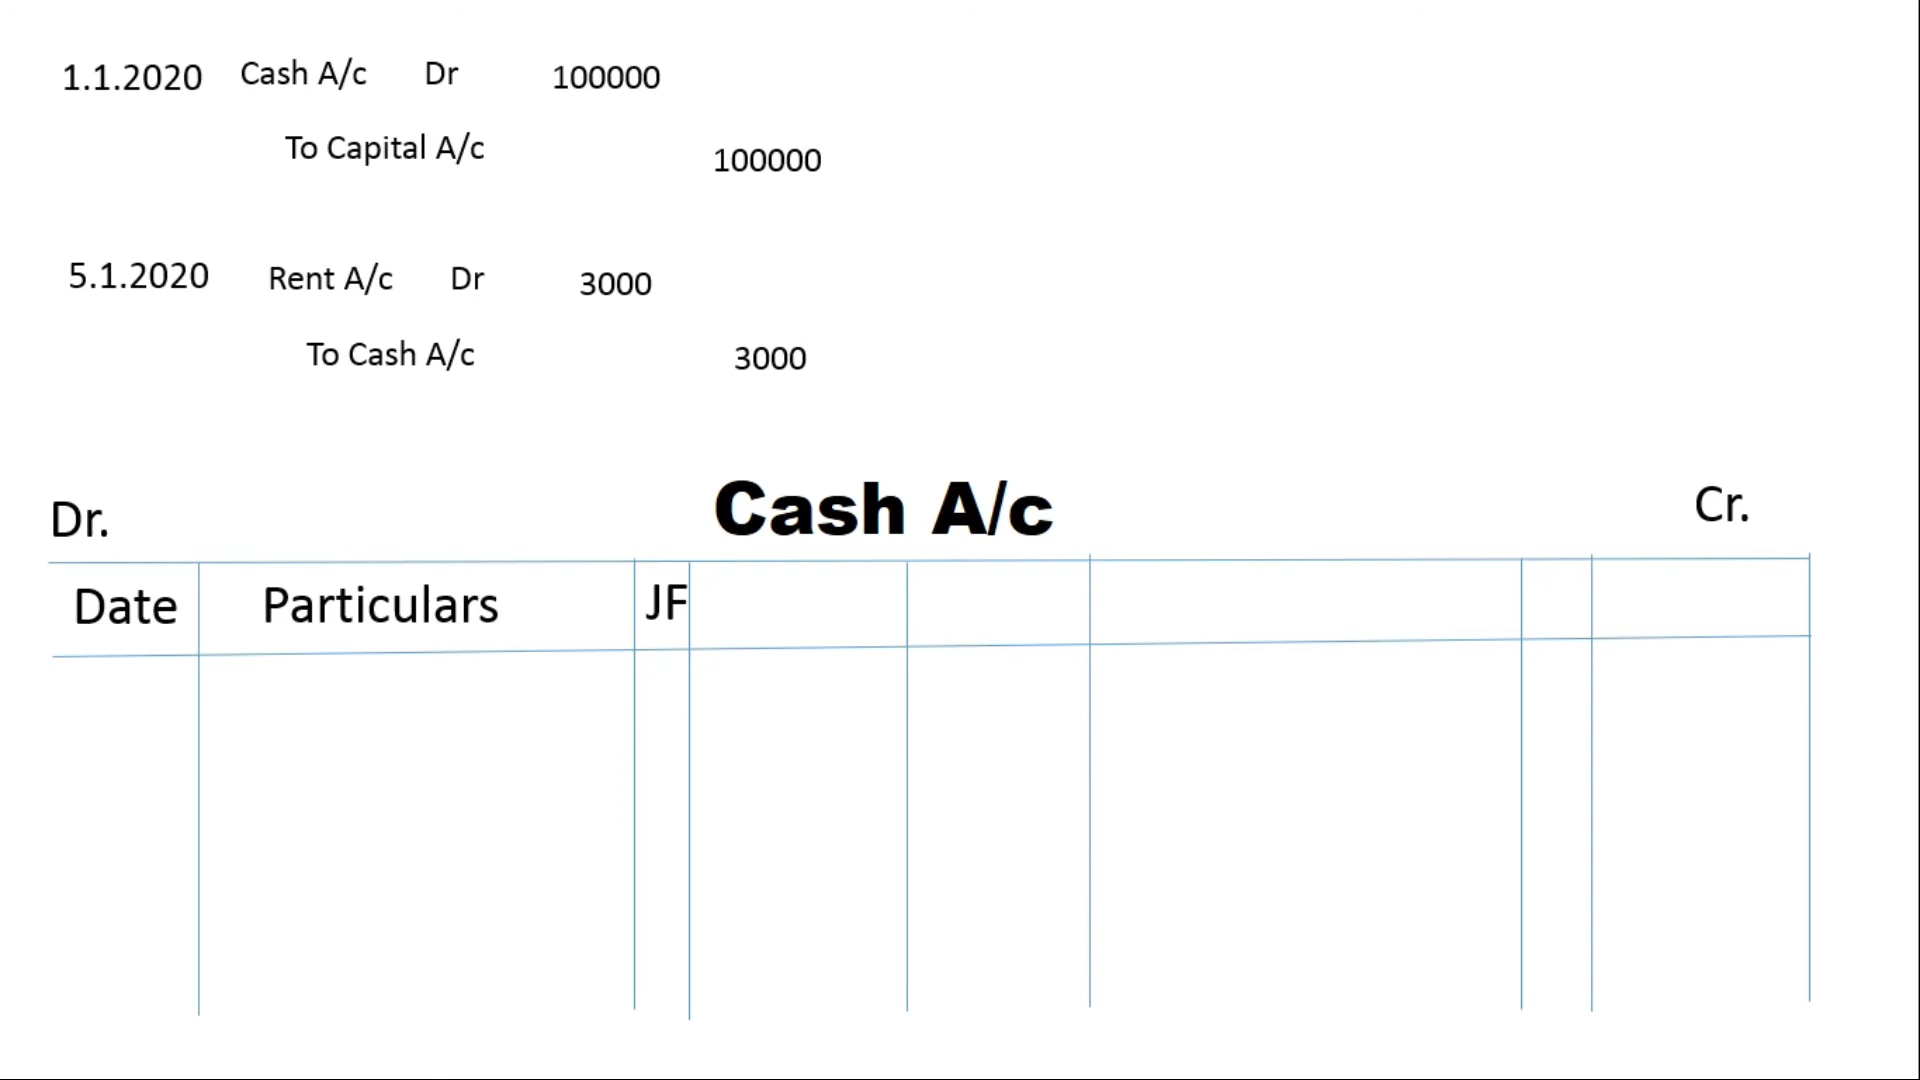 1.1.2020 Cash A/c Dr 100000
To Capital A/c 100000
5.1.2020 Rent A/c Dr 3000
To Cash A/c 3000
Dr. Cash A/c Cr.
Date Particulars JF